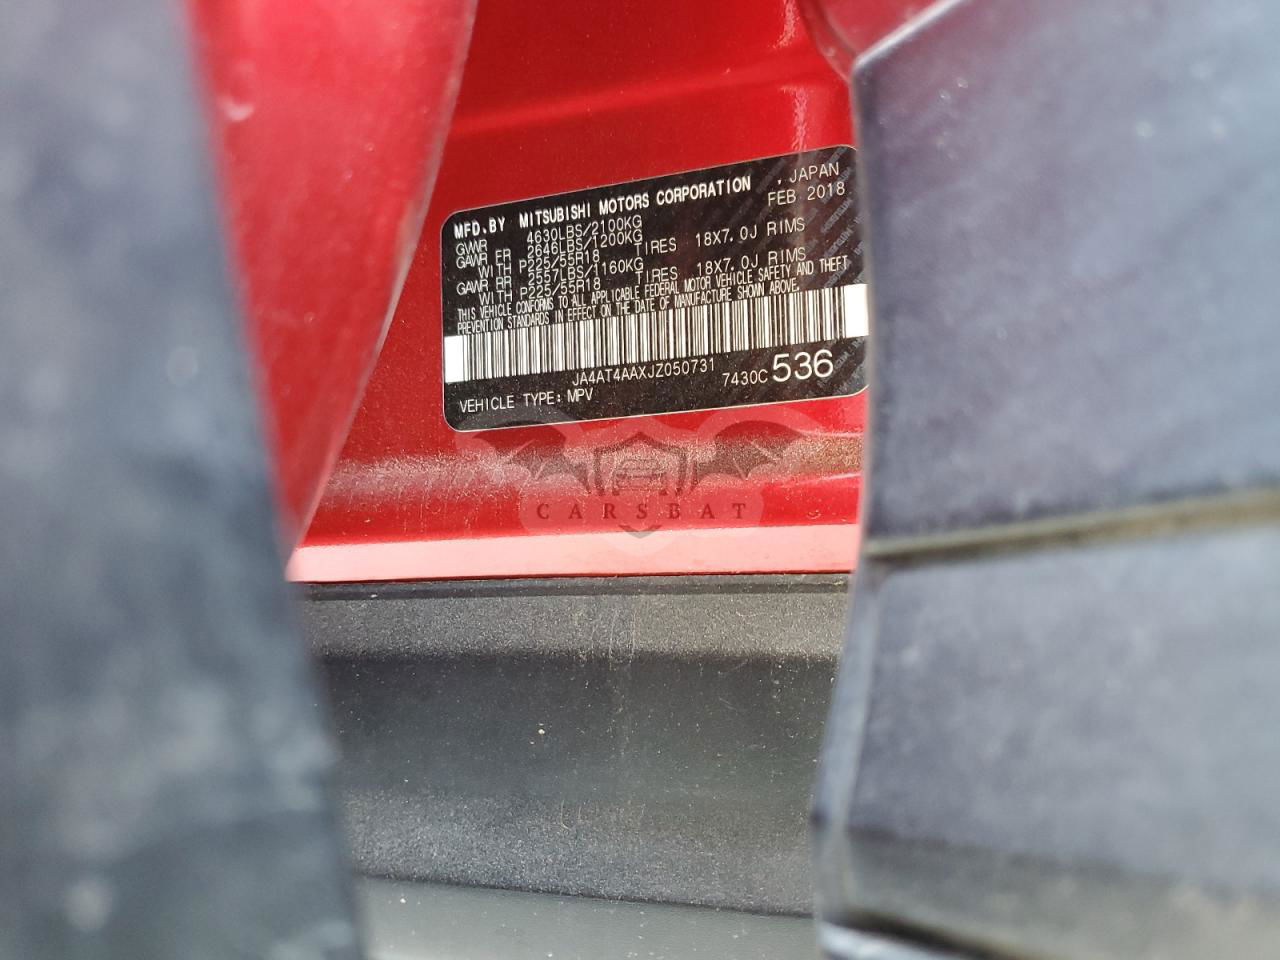 MFD.BY MITSUBISHI MOTORS CORPORATION , JAPAN
FEB 2018
GVWR 4630LBS/2100KG
GAWR FR 2646LBS/1200KG
WITH P225/55R18 TIRES 18X7.0J RIMS
GAWR RR 2557LBS/1160KG
WITH P225/55R18 TIRES 18X7.0J RIMS
THIS VEHICLE CONFORMS TO ALL APPLICABLE FEDERAL MOTOR VEHICLE SAFETY AND THEFT
PREVENTION STANDARDS IN EFFECT ON THE DATE OF MANUFACTURE SHOWN ABOVE.
JA4AT4AAXJZ050731
7430C 536
VEHICLE TYPE: MPV
CARSBAT